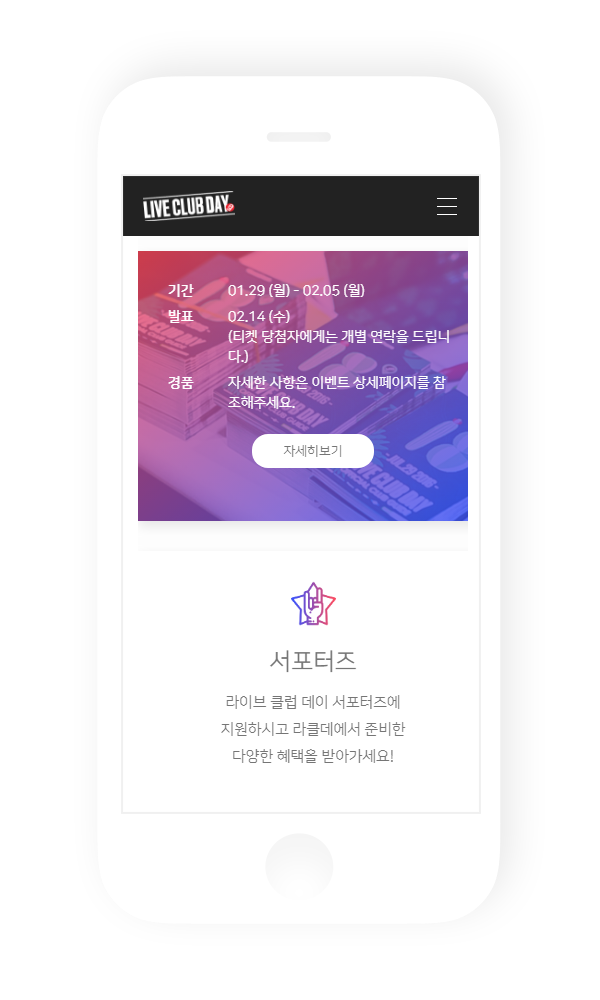 LIVE CLUB DAY
기간 01.29 (월) - 02.05 (월)
발표 02.14 (수)
(티켓 당첨자에게는 개별 연락을 드립니
다.)
경품 자세한 사항은 이벤트 상세페이지를 참
조해주세요.
자세히보기
LIVE CLUB DAY
서포터즈
라이브 클럽 데이 서포터즈에
지원하시고 라클데에서 준비한
다양한 혜택을 받아가세요!